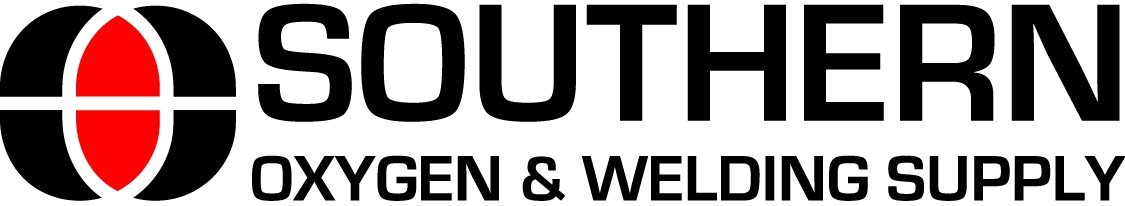 SOUTHERN
OXYGEN & WELDING SUPPLY